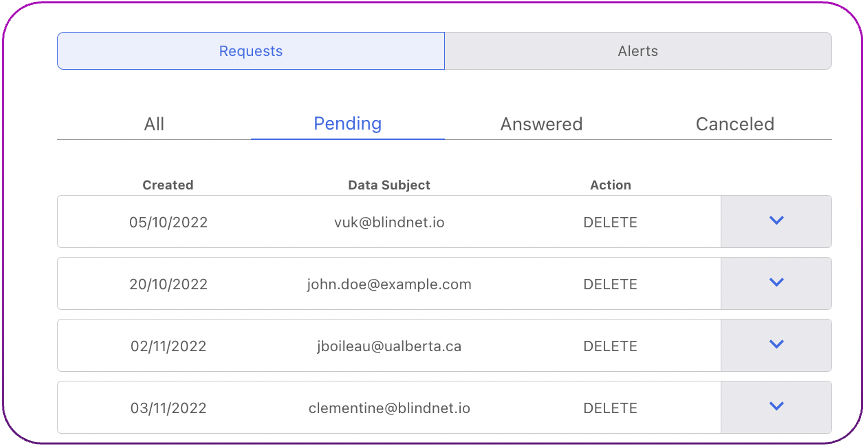 Requests Alerts
All Pending Answered Canceled
Created Data Subject Action
05/10/2022 vuk@blindnet.io DELETE
20/10/2022 john.doe@example.com DELETE
02/11/2022 jboileau@ualberta.ca DELETE
03/11/2022 clementine@blindnet.io DELETE